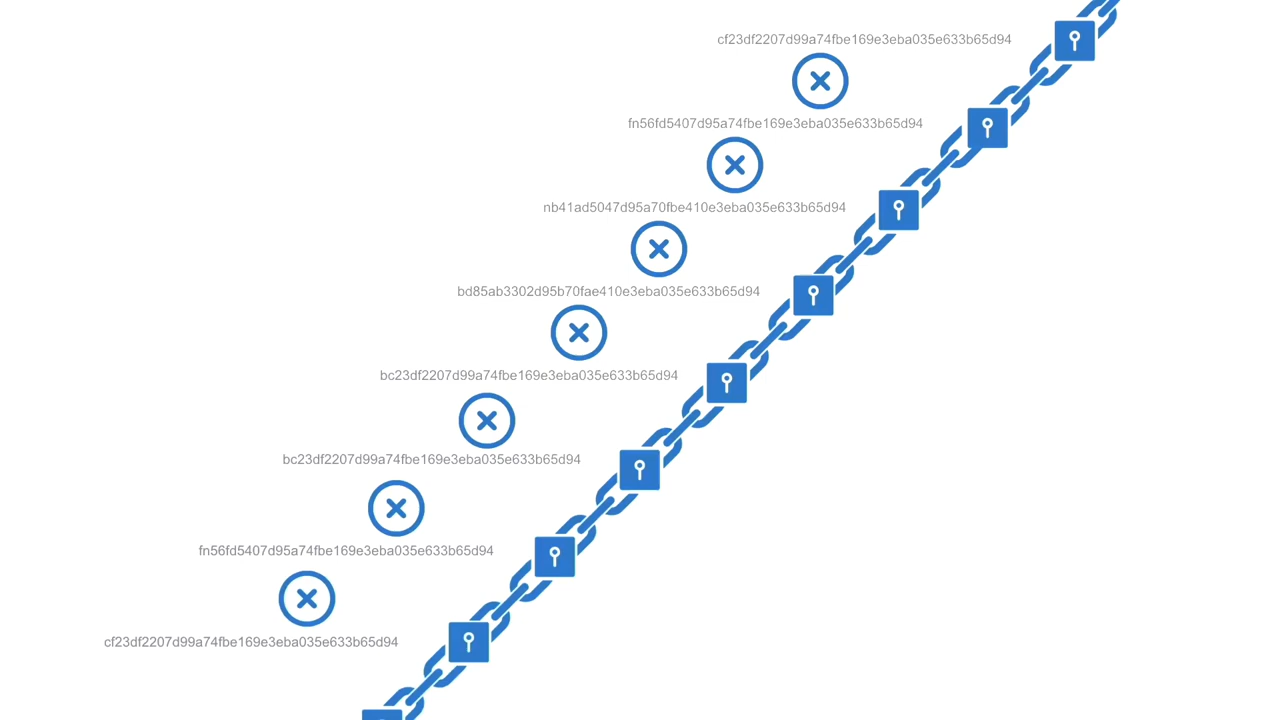 cf23df2207d99a74fbe169e3eba035e633b65d94
fn56fd5407d95a74fbe169e3eba035e633b65d94
nb41ad5047d95a70fbe410e3eba035e633b65d94
bd85ab3302d95b70fae410e3eba035e633b65d94
bc23df2207d99a74fbe169e3eba035e633b65d94
bc23df2207d99a74fbe169e3eba035e633b65d94
fn56fd5407d95a74fbe169e3eba035e633b65d94
cf23df2207d99a74fbe169e3eba035e633b65d94